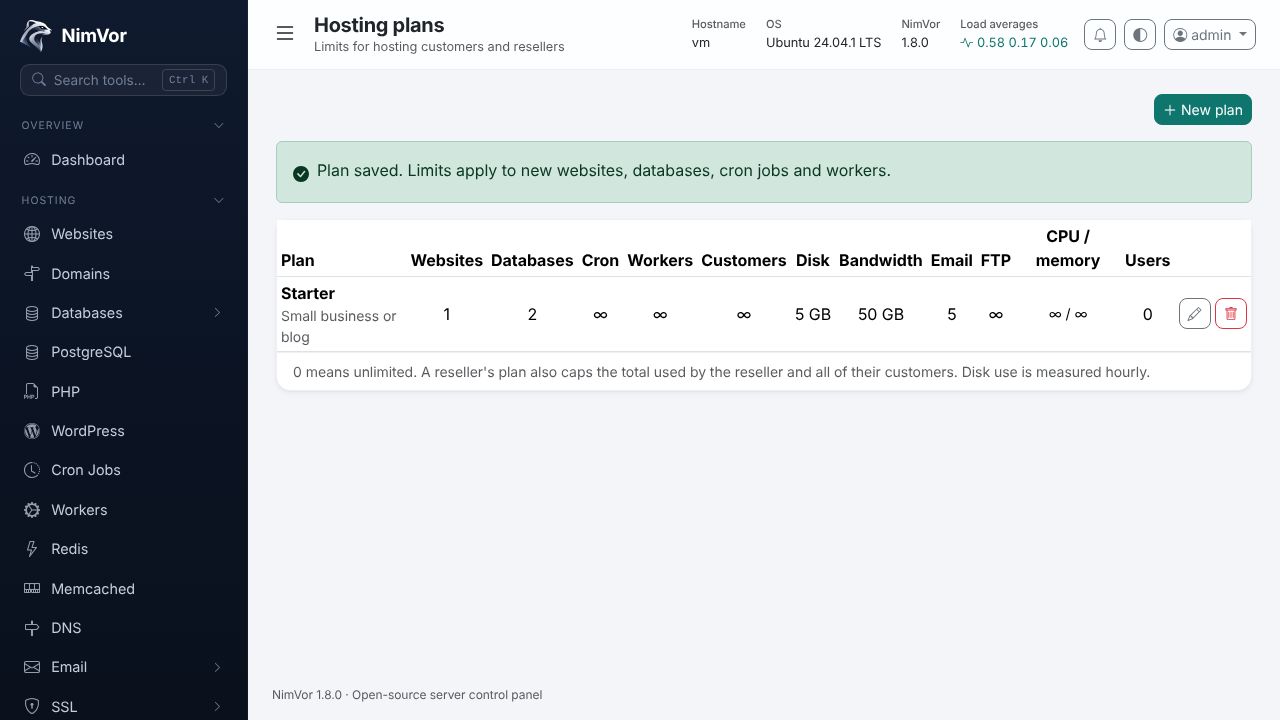 NimVor
Search tools... Ctrl K
OVERVIEW
Dashboard
HOSTING
Websites
Domains
Databases
PostgreSQL
PHP
WordPress
Cron Jobs
Workers
Redis
Memcached
DNS
Email
SSL
Hosting plans
Limits for hosting customers and resellers
Hostname OS NimVor Load averages
vm Ubuntu 24.04.1 LTS 1.8.0 0.58 0.17 0.06
admin
New plan
Plan saved. Limits apply to new websites, databases, cron jobs and workers.
Plan Websites Databases Cron Workers Customers Disk Bandwidth Email FTP CPU / memory Users
Starter
Small business or
blog
1 2 ∞ ∞ ∞ 5 GB 50 GB 5 ∞ ∞ / ∞ 0
0 means unlimited. A reseller's plan also caps the total used by the reseller and all of their customers. Disk use is measured hourly.
NimVor 1.8.0 · Open-source server control panel